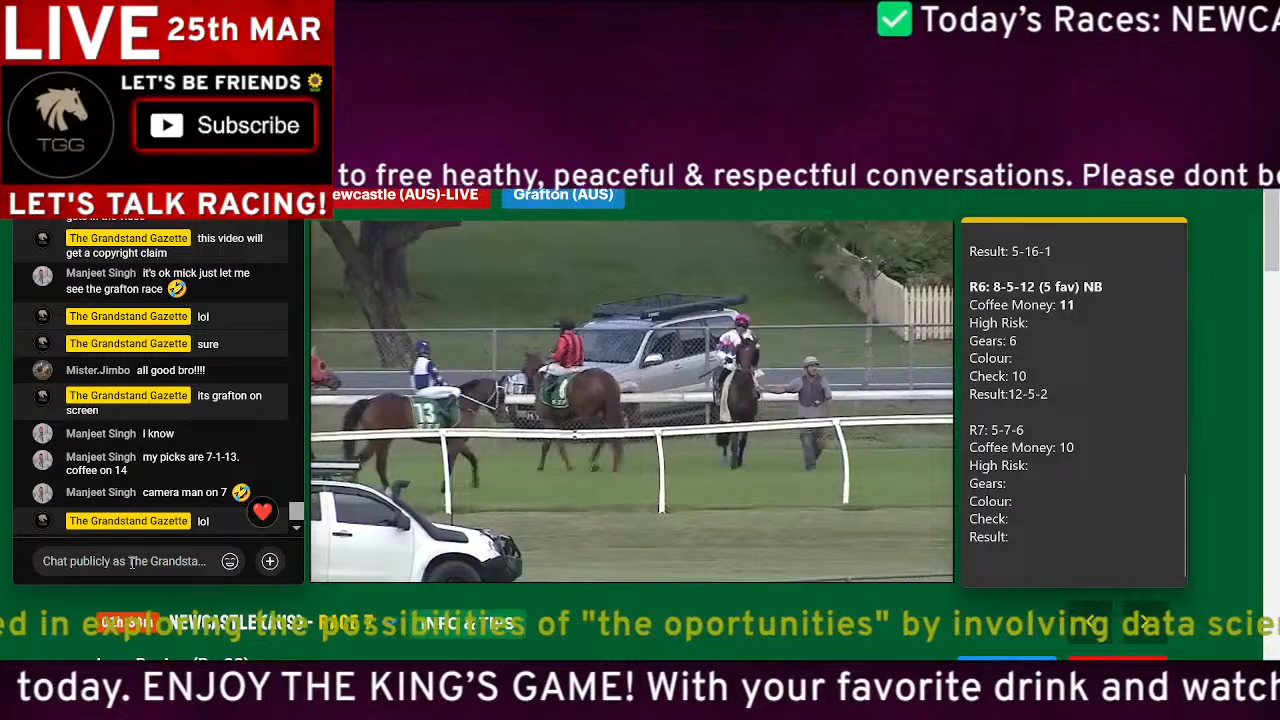 LIVE 25th MAR
✅ Today's Races: NEWCA
LET'S BE FRIENDS🌻
TGG
Subscribe
to free heathy, peaceful & respectful conversations. Please dont be
LET'S TALK RACING!
ewcastle (AUS)-LIVE
Grafton (AUS)
The Grandstand Gazette this video will
get a copyright claim
Manjeet Singh it's ok mick just let me
see the grafton race 🤣
The Grandstand Gazette lol
The Grandstand Gazette sure
Mister.Jimbo all good bro!!!!
The Grandstand Gazette its grafton on
screen
Manjeet Singh i know
Manjeet Singh my picks are 7-1-13.
coffee on 14
Manjeet Singh camera man on 7 🤣
The Grandstand Gazette lol
Chat publicly as The Grandsta...
13
Result: 5-16-1
R6: 8-5-12 (5 fav) NB
Coffee Money: 11
High Risk:
Gears: 6
Colour:
Check: 10
Result:12-5-2
R7: 5-7-6
Coffee Money: 10
High Risk:
Gears:
Colour:
Check:
Result:
NEWCASTLE (AUS) - RACE 7
INFO & TIPS
ed in exploring the possibilities of "the oportunities" by involving data scie
today. ENJOY THE KING'S GAME! With your favorite drink and watch